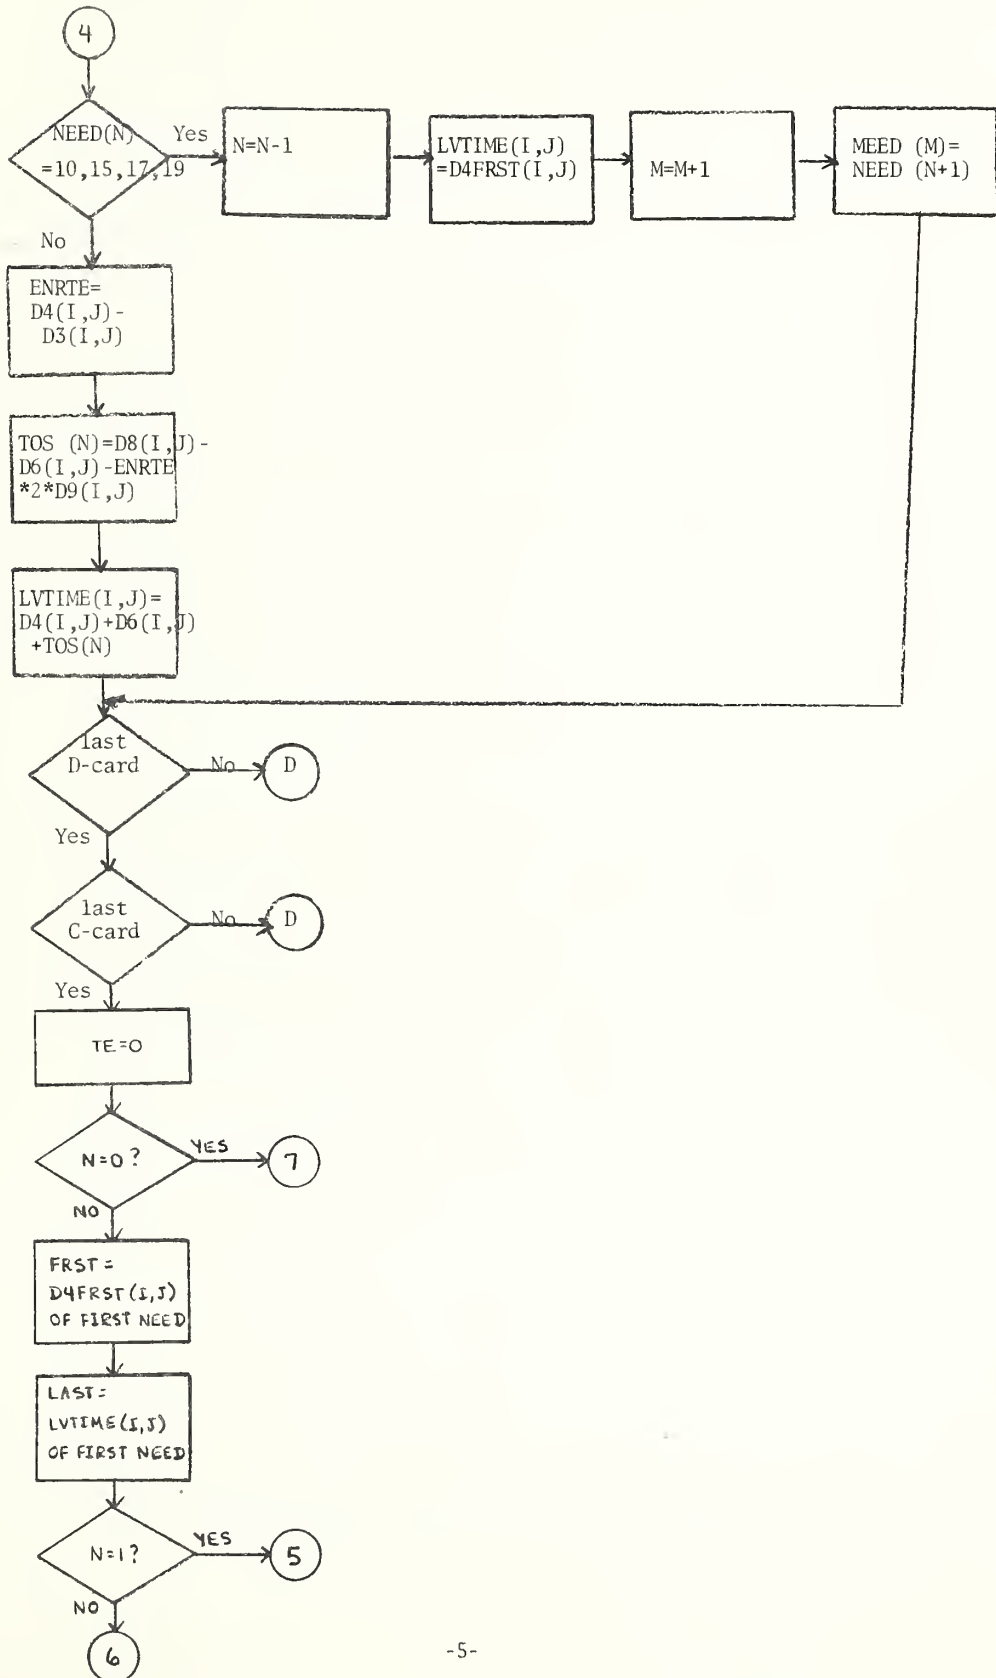 4
NEED(N)
=10,15,17,19
Yes
N=N-1
LVTIME(I,J)
=D4FRST(I,J)
M=M+1
MEED (M)=
NEED (N+1)
No
ENRTE=
D4(I,J)-
D3(I,J)
TOS (N)=D8(I,J)-
D6(I,J)-ENRTE
*2*D9(I,J)
LVTIME(I,J)=
D4(I,J)+D6(I,J)
+TOS(N)
last
D-card
No
D
Yes
last
C-card
No
D
Yes
TE=0
N=0?
YES
7
NO
FRST=
D4FRST(I,J)
OF FIRST NEED
LAST=
LVTIME(I,J)
OF FIRST NEED
N=1?
YES
5
NO
6
-5-